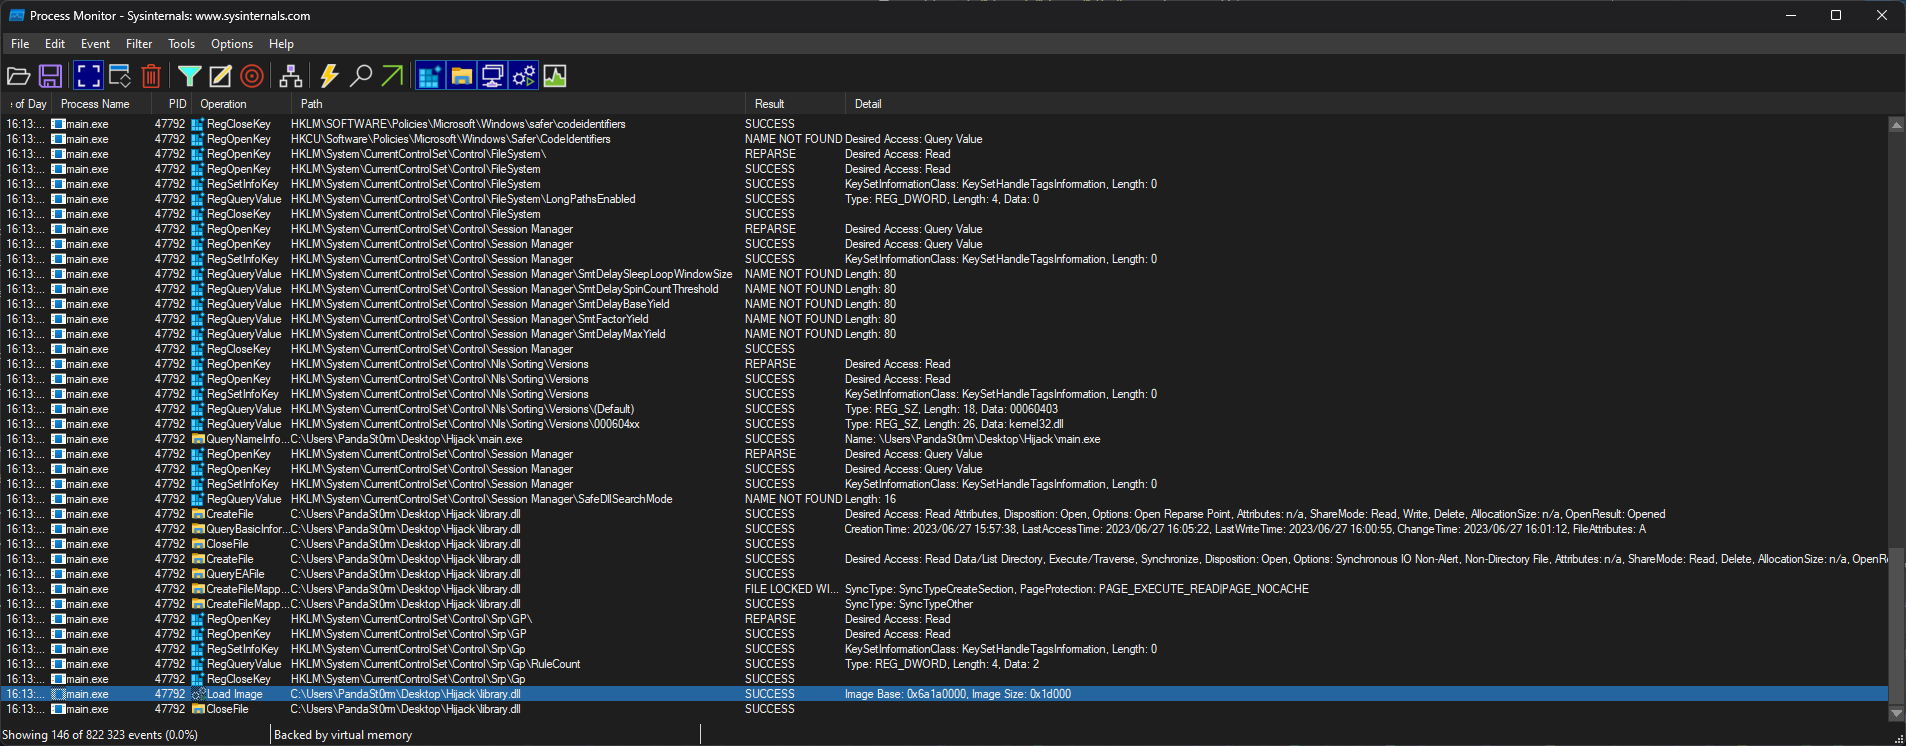 Process Monitor - Sysinternals: www.sysinternals.com
File Edit Event Filter Tools Options Help
of Day Process Name PID Operation Path Result Detail
16:13:... main.exe 47792 RegCloseKey HKLM\SOFTWARE\Policies\Microsoft\Windows\safer\codeidentifiers SUCCESS
16:13:... main.exe 47792 RegOpenKey HKCU\Software\Policies\Microsoft\Windows\Safer\CodeIdentifiers NAME NOT FOUND Desired Access: Query Value
16:13:... main.exe 47792 RegOpenKey HKLM\System\CurrentControlSet\Control\FileSystem\ REPARSE Desired Access: Read
16:13:... main.exe 47792 RegOpenKey HKLM\System\CurrentControlSet\Control\FileSystem SUCCESS Desired Access: Read
16:13:... main.exe 47792 RegSetInfoKey HKLM\System\CurrentControlSet\Control\FileSystem SUCCESS KeySetInformationClass: KeySetHandleTagsInformation, Length: 0
16:13:... main.exe 47792 RegQueryValue HKLM\System\CurrentControlSet\Control\FileSystem\LongPathsEnabled SUCCESS Type: REG_DWORD, Length: 4, Data: 0
16:13:... main.exe 47792 RegCloseKey HKLM\System\CurrentControlSet\Control\FileSystem SUCCESS
16:13:... main.exe 47792 RegOpenKey HKLM\System\CurrentControlSet\Control\Session Manager REPARSE Desired Access: Query Value
16:13:... main.exe 47792 RegOpenKey HKLM\System\CurrentControlSet\Control\Session Manager SUCCESS Desired Access: Query Value
16:13:... main.exe 47792 RegSetInfoKey HKLM\System\CurrentControlSet\Control\Session Manager SUCCESS KeySetInformationClass: KeySetHandleTagsInformation, Length: 0
16:13:... main.exe 47792 RegQueryValue HKLM\System\CurrentControlSet\Control\Session Manager\SmtDelaySleepLoopWindowSize NAME NOT FOUND Length: 80
16:13:... main.exe 47792 RegQueryValue HKLM\System\CurrentControlSet\Control\Session Manager\SmtDelaySpinCountThreshold NAME NOT FOUND Length: 80
16:13:... main.exe 47792 RegQueryValue HKLM\System\CurrentControlSet\Control\Session Manager\SmtDelayBaseYield NAME NOT FOUND Length: 80
16:13:... main.exe 47792 RegQueryValue HKLM\System\CurrentControlSet\Control\Session Manager\SmtFactorYield NAME NOT FOUND Length: 80
16:13:... main.exe 47792 RegQueryValue HKLM\System\CurrentControlSet\Control\Session Manager\SmtDelayMaxYield NAME NOT FOUND Length: 80
16:13:... main.exe 47792 RegCloseKey HKLM\System\CurrentControlSet\Control\Session Manager SUCCESS
16:13:... main.exe 47792 RegOpenKey HKLM\System\CurrentControlSet\Control\Nls\Sorting\Versions REPARSE Desired Access: Read
16:13:... main.exe 47792 RegOpenKey HKLM\System\CurrentControlSet\Control\Nls\Sorting\Versions SUCCESS Desired Access: Read
16:13:... main.exe 47792 RegSetInfoKey HKLM\System\CurrentControlSet\Control\Nls\Sorting\Versions SUCCESS KeySetInformationClass: KeySetHandleTagsInformation, Length: 0
16:13:... main.exe 47792 RegQueryValue HKLM\System\CurrentControlSet\Control\Nls\Sorting\Versions\(Default) SUCCESS Type: REG_SZ, Length: 18, Data: 00060403
16:13:... main.exe 47792 RegQueryValue HKLM\System\CurrentControlSet\Control\Nls\Sorting\Versions\000604xx SUCCESS Type: REG_SZ, Length: 26, Data: kernel32.dll
16:13:... main.exe 47792 QueryNameInfo... C:\Users\PandaSt0rm\Desktop\Hijack\main.exe SUCCESS Name: \Users\PandaSt0rm\Desktop\Hijack\main.exe
16:13:... main.exe 47792 RegOpenKey HKLM\System\CurrentControlSet\Control\Session Manager REPARSE Desired Access: Query Value
16:13:... main.exe 47792 RegOpenKey HKLM\System\CurrentControlSet\Control\Session Manager SUCCESS Desired Access: Query Value
16:13:... main.exe 47792 RegSetInfoKey HKLM\System\CurrentControlSet\Control\Session Manager SUCCESS KeySetInformationClass: KeySetHandleTagsInformation, Length: 0
16:13:... main.exe 47792 RegQueryValue HKLM\System\CurrentControlSet\Control\Session Manager\SafeDllSearchMode NAME NOT FOUND Length: 16
16:13:... main.exe 47792 CreateFile C:\Users\PandaSt0rm\Desktop\Hijack\library.dll SUCCESS Desired Access: Read Attributes, Disposition: Open, Options: Open Reparse Point, Attributes: n/a, ShareMode: Read, Write, Delete, AllocationSize: n/a, OpenResult: Opened
16:13:... main.exe 47792 QueryBasicInfor... C:\Users\PandaSt0rm\Desktop\Hijack\library.dll SUCCESS CreationTime: 2023/06/27 15:57:38, LastAccessTime: 2023/06/27 16:05:22, LastWriteTime: 2023/06/27 16:00:55, ChangeTime: 2023/06/27 16:01:12, FileAttributes: A
16:13:... main.exe 47792 CloseFile C:\Users\PandaSt0rm\Desktop\Hijack\library.dll SUCCESS
16:13:... main.exe 47792 CreateFile C:\Users\PandaSt0rm\Desktop\Hijack\library.dll SUCCESS Desired Access: Read Data/List Directory, Execute/Traverse, Synchronize, Disposition: Open, Options: Synchronous IO Non-Alert, Non-Directory File, Attributes: n/a, ShareMode: Read, Delete, AllocationSize: n/a, OpenRe
16:13:... main.exe 47792 QueryEAFile C:\Users\PandaSt0rm\Desktop\Hijack\library.dll SUCCESS
16:13:... main.exe 47792 CreateFileMapp... C:\Users\PandaSt0rm\Desktop\Hijack\library.dll FILE LOCKED WI... SyncType: SyncTypeCreateSection, PageProtection: PAGE_EXECUTE_READ|PAGE_NOCACHE
16:13:... main.exe 47792 CreateFileMapp... C:\Users\PandaSt0rm\Desktop\Hijack\library.dll SUCCESS SyncType: SyncTypeOther
16:13:... main.exe 47792 RegOpenKey HKLM\System\CurrentControlSet\Control\Srp\GP\ REPARSE Desired Access: Read
16:13:... main.exe 47792 RegOpenKey HKLM\System\CurrentControlSet\Control\Srp\GP SUCCESS Desired Access: Read
16:13:... main.exe 47792 RegSetInfoKey HKLM\System\CurrentControlSet\Control\Srp\Gp SUCCESS KeySetInformationClass: KeySetHandleTagsInformation, Length: 0
16:13:... main.exe 47792 RegQueryValue HKLM\System\CurrentControlSet\Control\Srp\Gp\RuleCount SUCCESS Type: REG_DWORD, Length: 4, Data: 2
16:13:... main.exe 47792 RegCloseKey HKLM\System\CurrentControlSet\Control\Srp\Gp SUCCESS
16:13:... main.exe 47792 Load Image C:\Users\PandaSt0rm\Desktop\Hijack\library.dll SUCCESS Image Base: 0x6a1a0000, Image Size: 0x1d000
16:13:... main.exe 47792 CloseFile C:\Users\PandaSt0rm\Desktop\Hijack\library.dll SUCCESS
Showing 146 of 822 323 events (0.0%) Backed by virtual memory